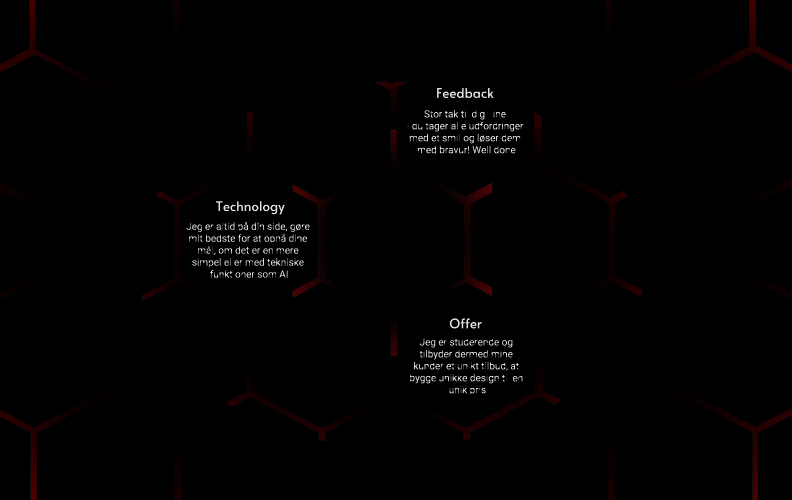 Feedback
Stor tak til dig
du tager alle udfordringer
med et smil og løser dem
med bravur! Well done
Technology
Jeg er altid på din side, gøre
mit bedste for at opnå dine
mål, om det er en mere
simpel eller med tekniske
funktioner som AI
Offer
Jeg er studerende og
tilbyder dermed mine
kunder et unikt tilbud, at
bygge unikke design til en
unik pris